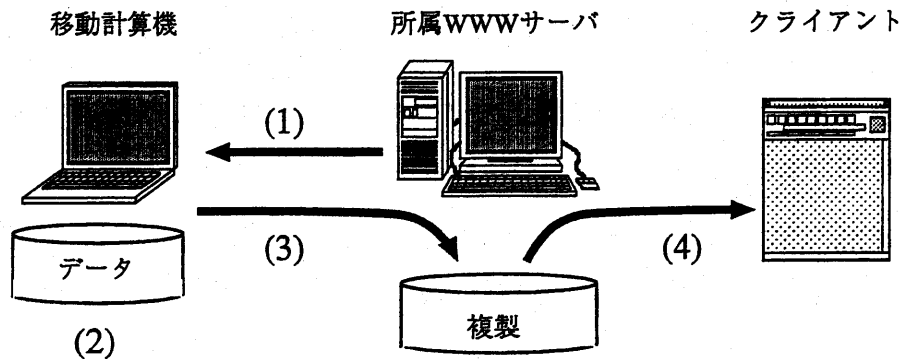 移動計算機
所属WWWサーバ
クライアント
(1)
(3)
(4)
データ
複製
(2)